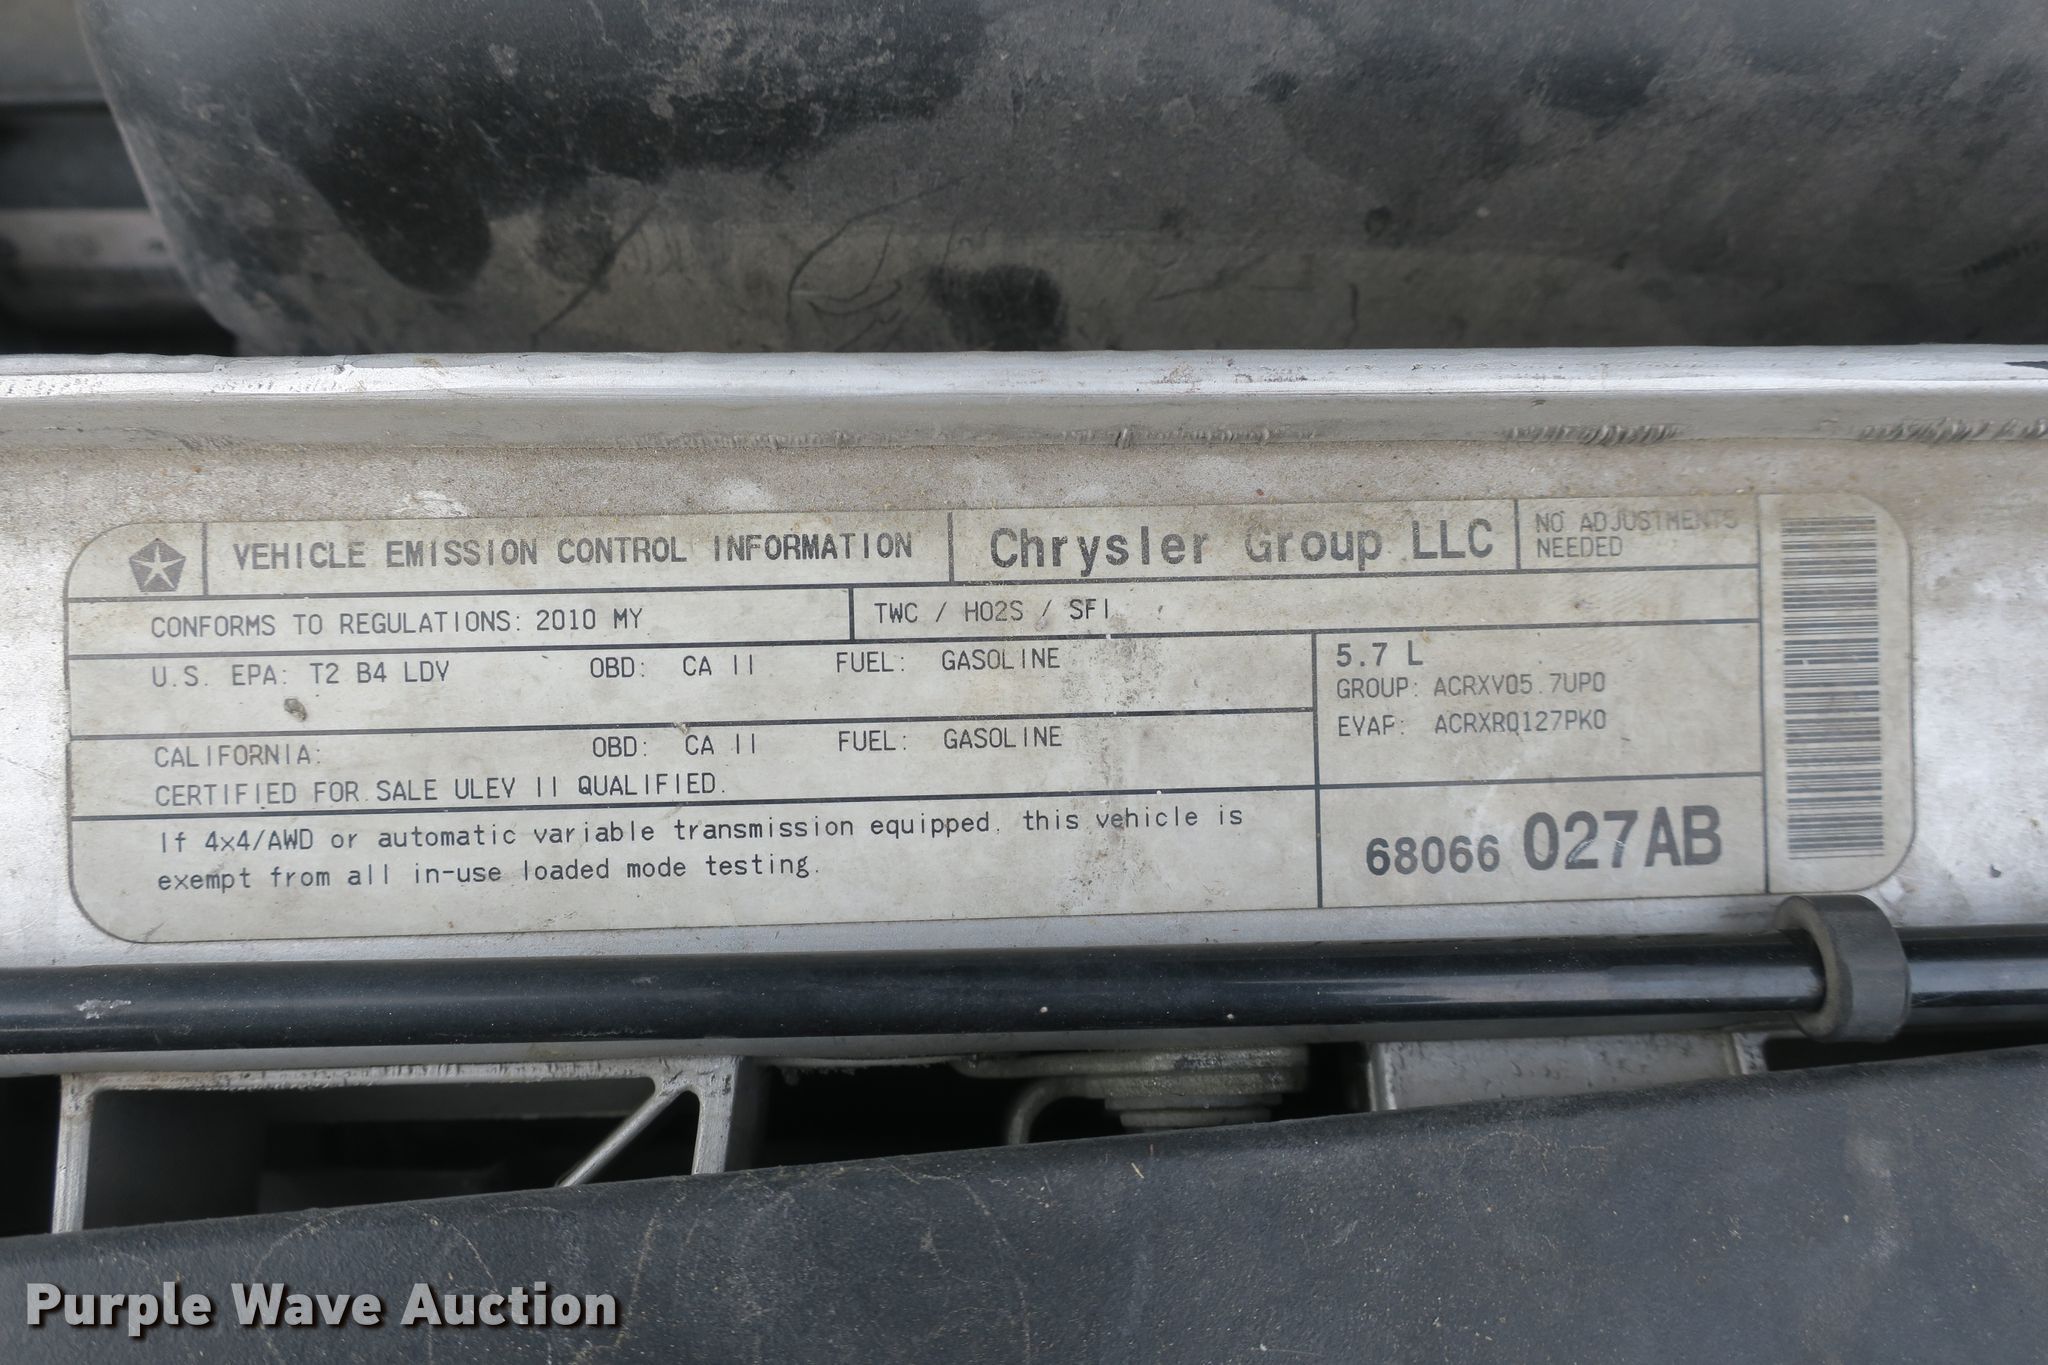 VEHICLE EMISSION CONTROL INFORMATION
Chrysler Group LLC
NO ADJUSTMENTS
NEEDED
CONFORMS TO REGULATIONS: 2010 MY
TWC / HO2S / SFI
U.S. EPA: T2 B4 LDV OBD: CA II FUEL: GASOLINE
CALIFORNIA: OBD: CA II FUEL: GASOLINE
CERTIFIED FOR SALE ULEV II QUALIFIED.
5.7 L
GROUP: ACRXV05.7UP0
EVAP: ACRXR0127PK0
If 4x4/AWD or automatic variable transmission equipped, this vehicle is
exempt from all in-use loaded mode testing.
68066 027AB
Purple Wave Auction